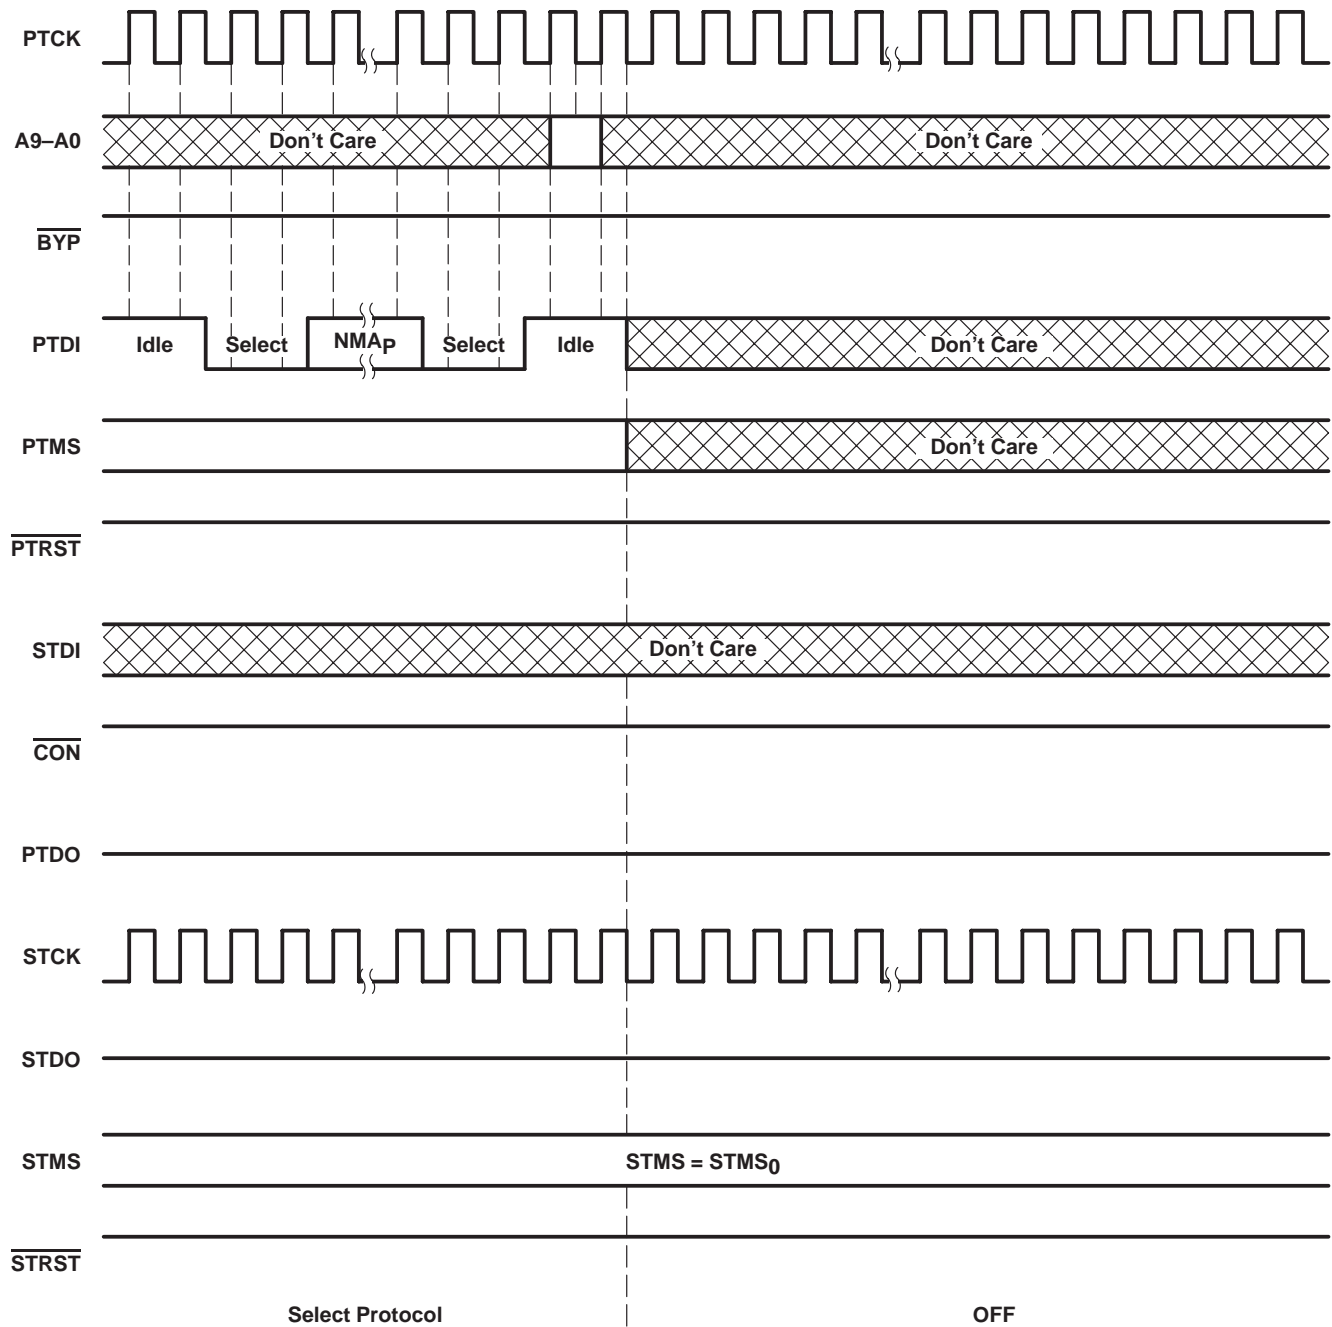 PTCK
A9–A0 Don't Care Don't Care
BYP
PTDI Idle Select NMAP Select Idle Don't Care
PTMS Don't Care
PTRST
STDI Don't Care
CON
PTDO
STCK
STDO
STMS STMS = STMS0
STRST
Select Protocol OFF